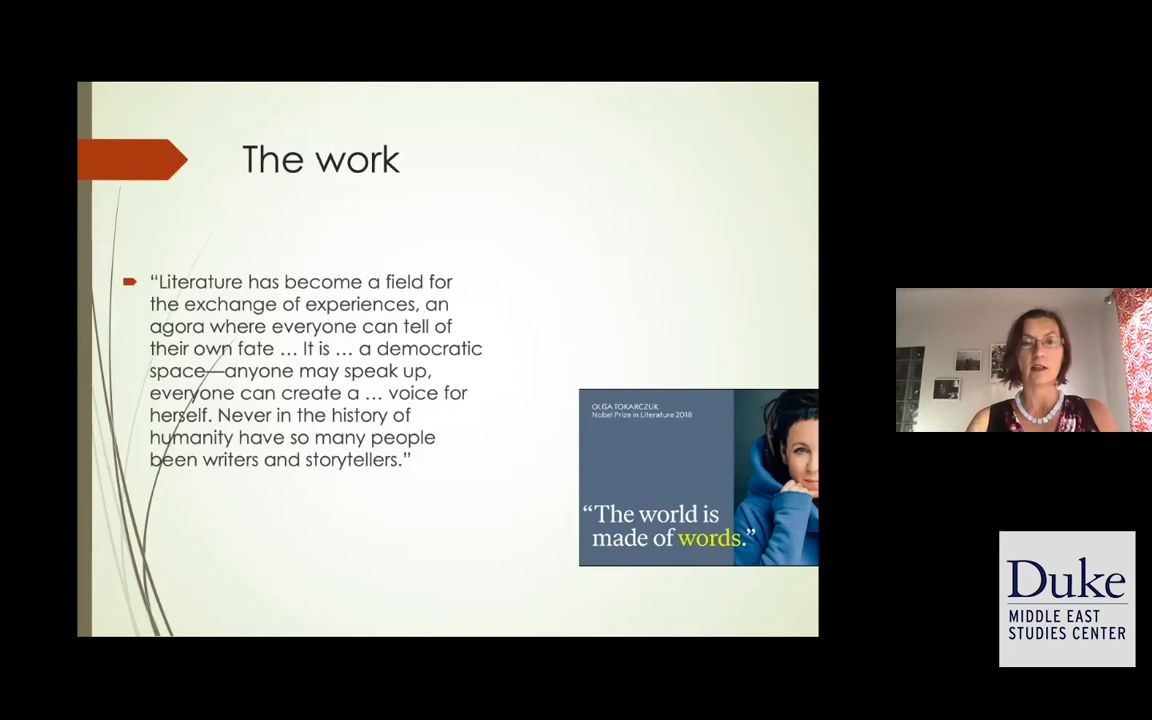 The work
“Literature has become a field for
the exchange of experiences, an
agora where everyone can tell of
their own fate … It is … a democratic
space—anyone may speak up,
everyone can create a … voice for
herself. Never in the history of
humanity have so many people
been writers and storytellers.”
OLGA TOKARCZUK
Nobel Prize in Literature 2018
“The world is
made of words.”
Duke
MIDDLE EAST
STUDIES CENTER